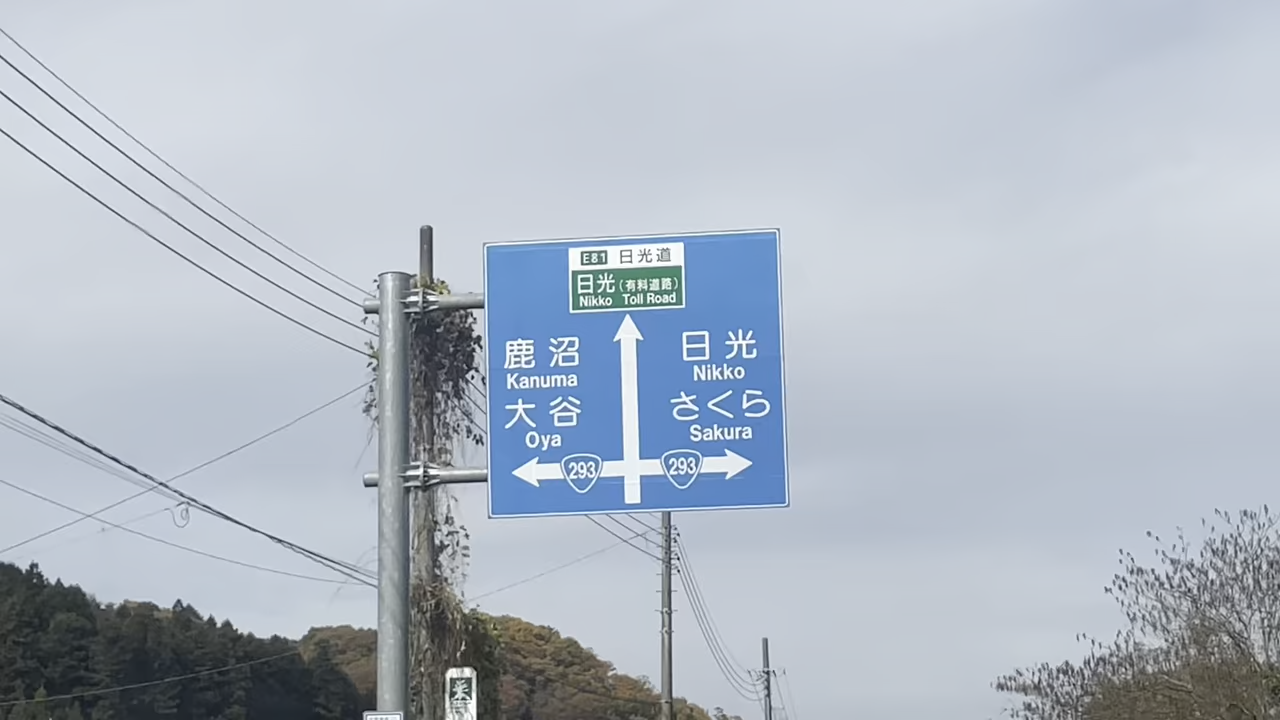 E81 日光道
日光(有料道路)
Nikko Toll Road
鹿沼
Kanuma
大谷
Oya
日光
Nikko
さくら
Sakura
293
293